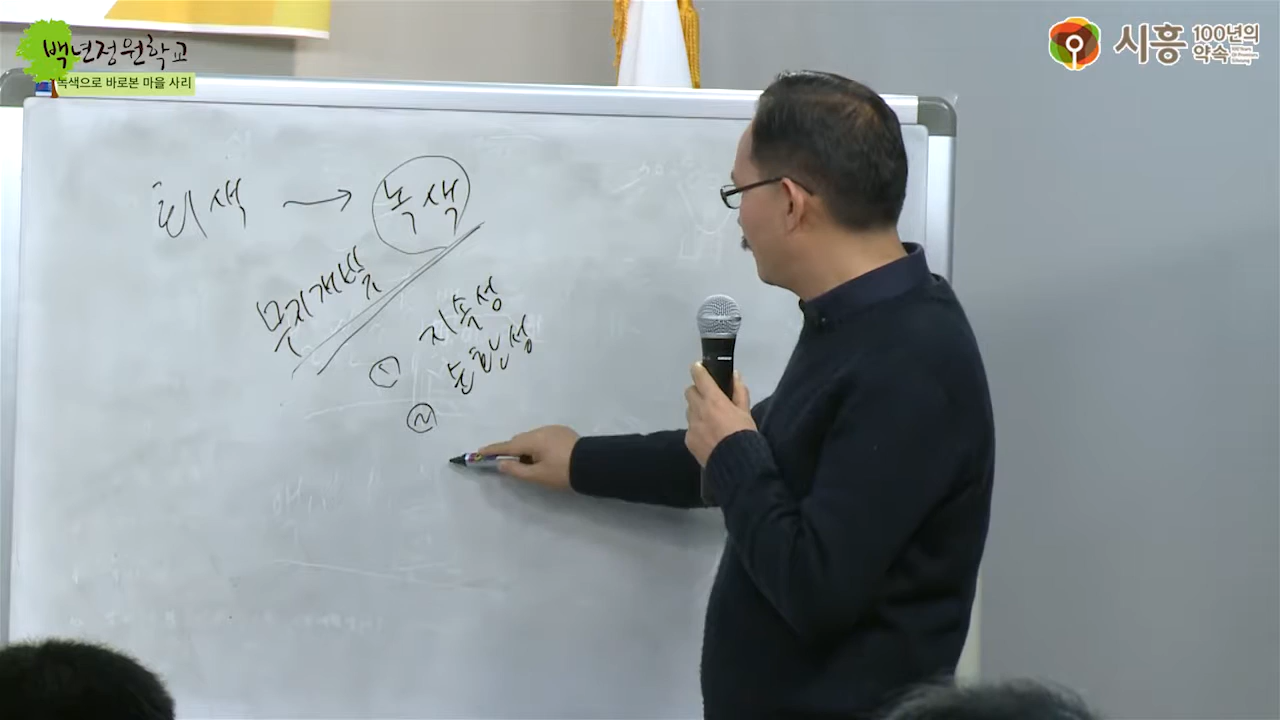 백년정원학교
녹색으로 바로본 마을 사리
시흥 100년의 약속
회색 → 녹색
무지개빛
① 지속성
순환성
②